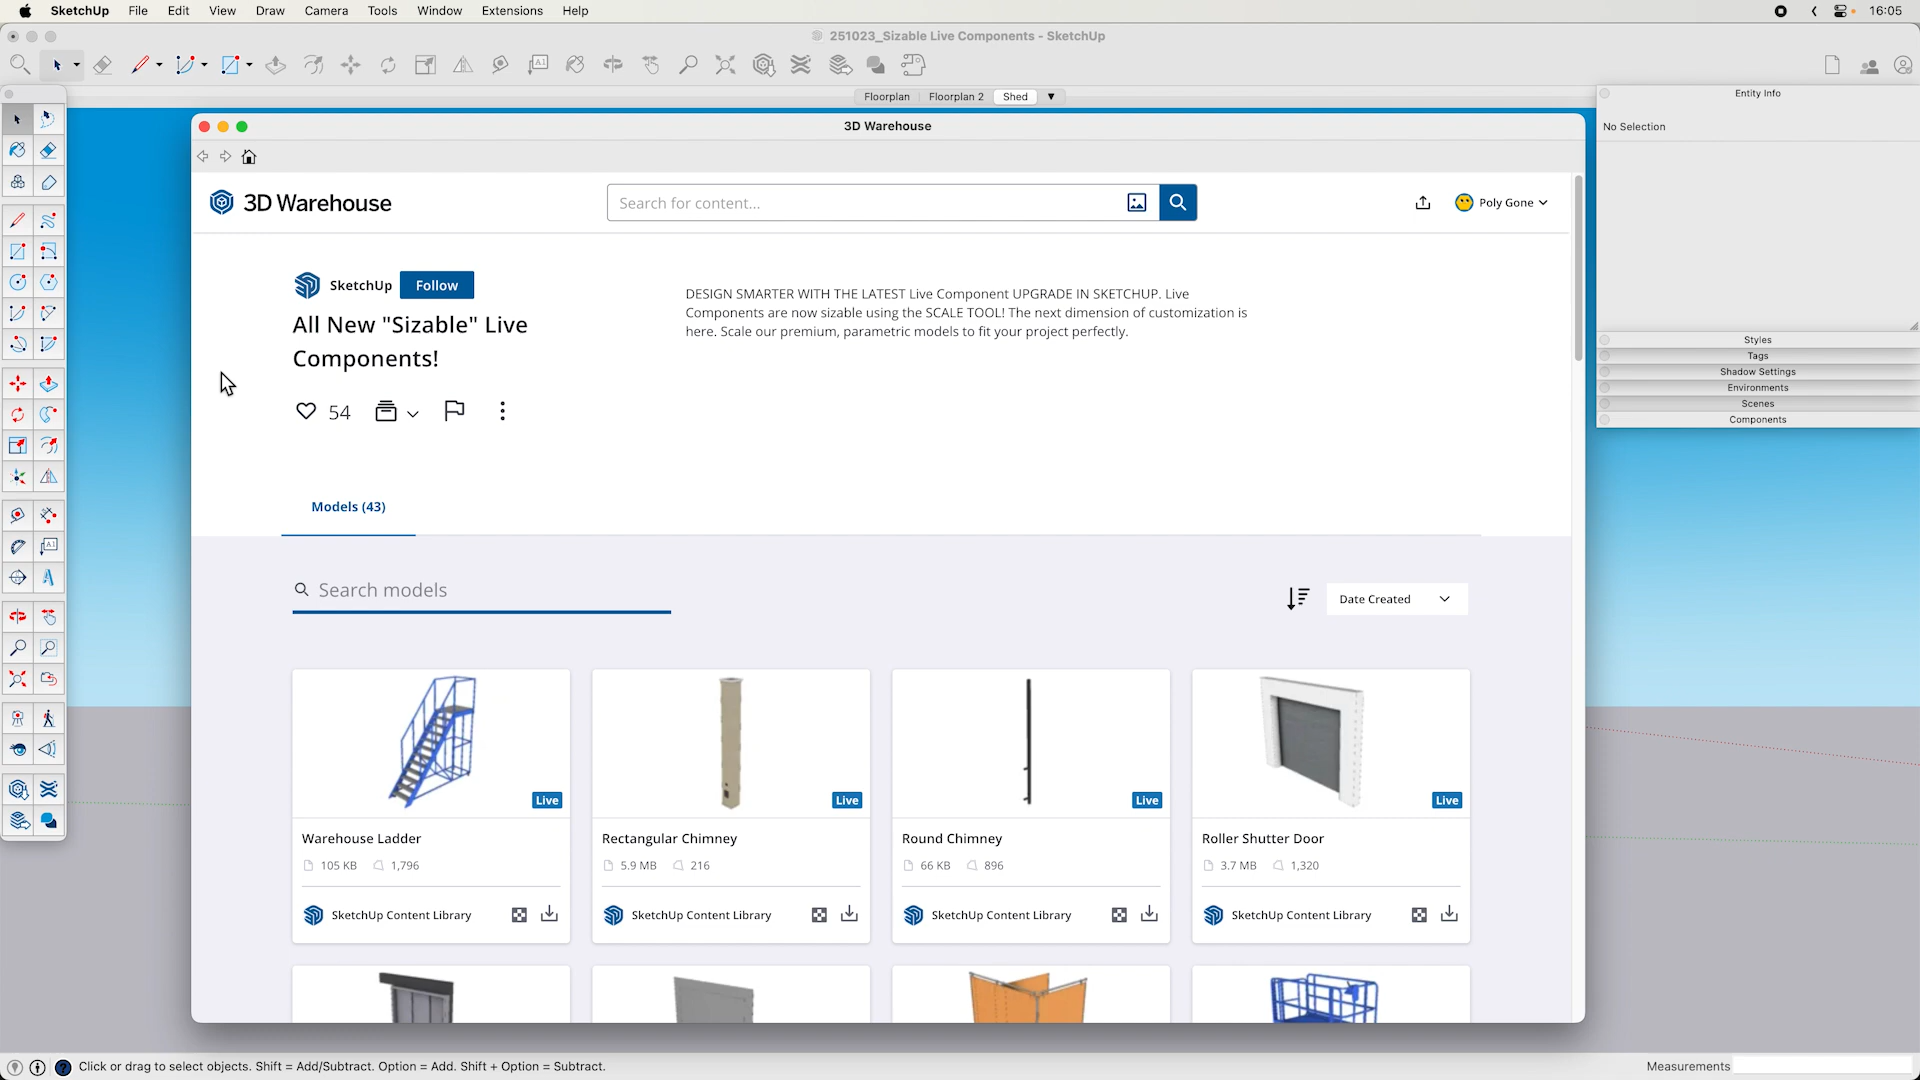 SketchUp File Edit View Draw Camera Tools Window Extensions Help 16:05
251023_Sizable Live Components - SketchUp
Floorplan Floorplan 2 Shed
Entity Info
No Selection
3D Warehouse
3D Warehouse
Search for content...
Poly Gone
SketchUp Follow
All New "Sizable" Live
Components!
54
DESIGN SMARTER WITH THE LATEST Live Component UPGRADE IN SKETCHUP. Live
Components are now sizable using the SCALE TOOL! The next dimension of customization is
here. Scale our premium, parametric models to fit your project perfectly.
Styles
Tags
Shadow Settings
Environments
Scenes
Components
Models (43)
Search models
Date Created
Live
Warehouse Ladder
105 KB 1,796
SketchUp Content Library
Live
Rectangular Chimney
5.9 MB 216
SketchUp Content Library
Live
Round Chimney
66 KB 896
SketchUp Content Library
Live
Roller Shutter Door
3.7 MB 1,320
SketchUp Content Library
Click or drag to select objects. Shift = Add/Subtract. Option = Add. Shift + Option = Subtract.
Measurements